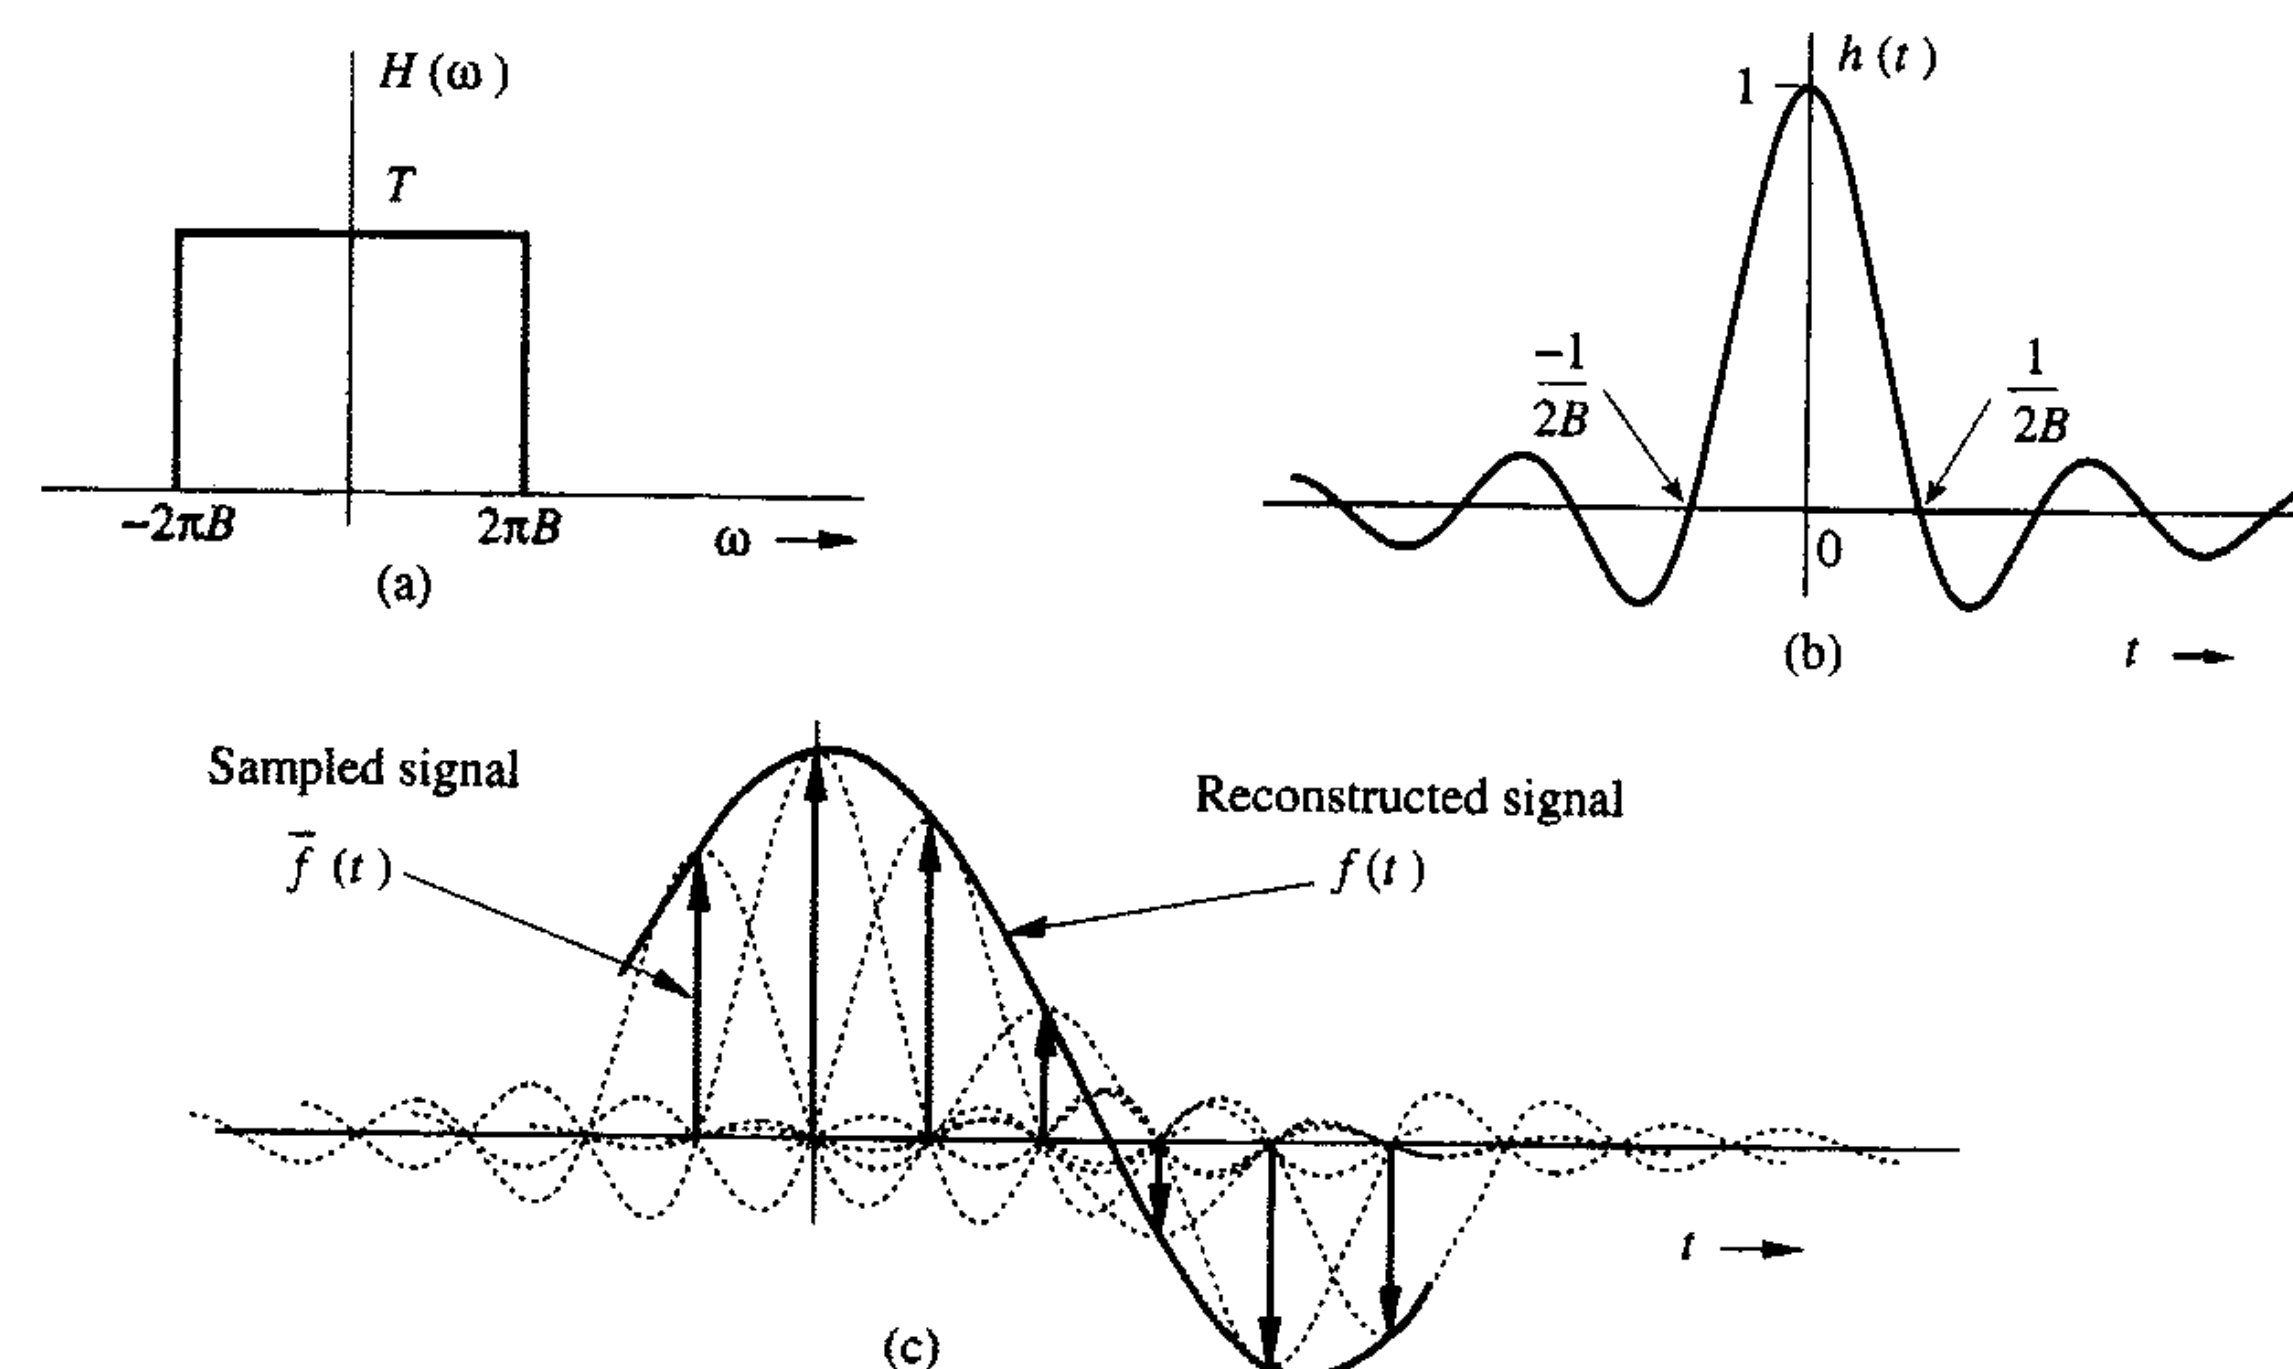 H (ω)
T
−2πB
2πB
ω
(a)
h (t)
1
−1
2B
1
2B
0
(b)
t
Sampled signal
f̄ (t)
Reconstructed signal
f (t)
t
(c)